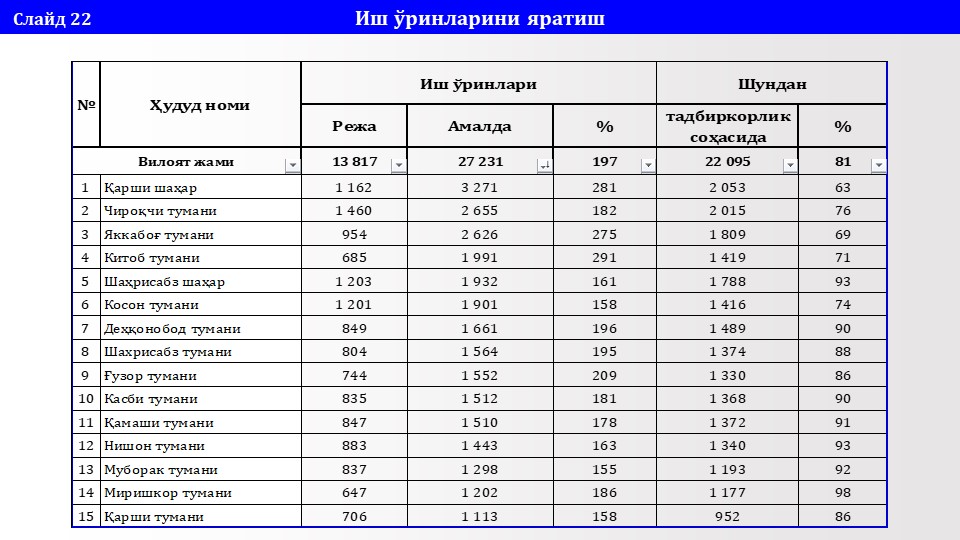 Слайд 22 Иш ўринларини яратиш
№ Ҳудуд номи Иш ўринлари Шундан
Режа Амалда % тадбиркорлик соҳасида %
Вилоят жами 13 817 27 231 197 22 095 81
1 Қарши шаҳар 1 162 3 271 281 2 053 63
2 Чироқчи тумани 1 460 2 655 182 2 015 76
3 Яккабоғ тумани 954 2 626 275 1 809 69
4 Китоб тумани 685 1 991 291 1 419 71
5 Шаҳрисабз шаҳар 1 203 1 932 161 1 788 93
6 Косон тумани 1 201 1 901 158 1 416 74
7 Деҳқонобод тумани 849 1 661 196 1 489 90
8 Шахрисабз тумани 804 1 564 195 1 374 88
9 Ғузор тумани 744 1 552 209 1 330 86
10 Касби тумани 835 1 512 181 1 368 90
11 Қамаши тумани 847 1 510 178 1 372 91
12 Нишон тумани 883 1 443 163 1 340 93
13 Муборак тумани 837 1 298 155 1 193 92
14 Миришкор тумани 647 1 202 186 1 177 98
15 Қарши тумани 706 1 113 158 952 86